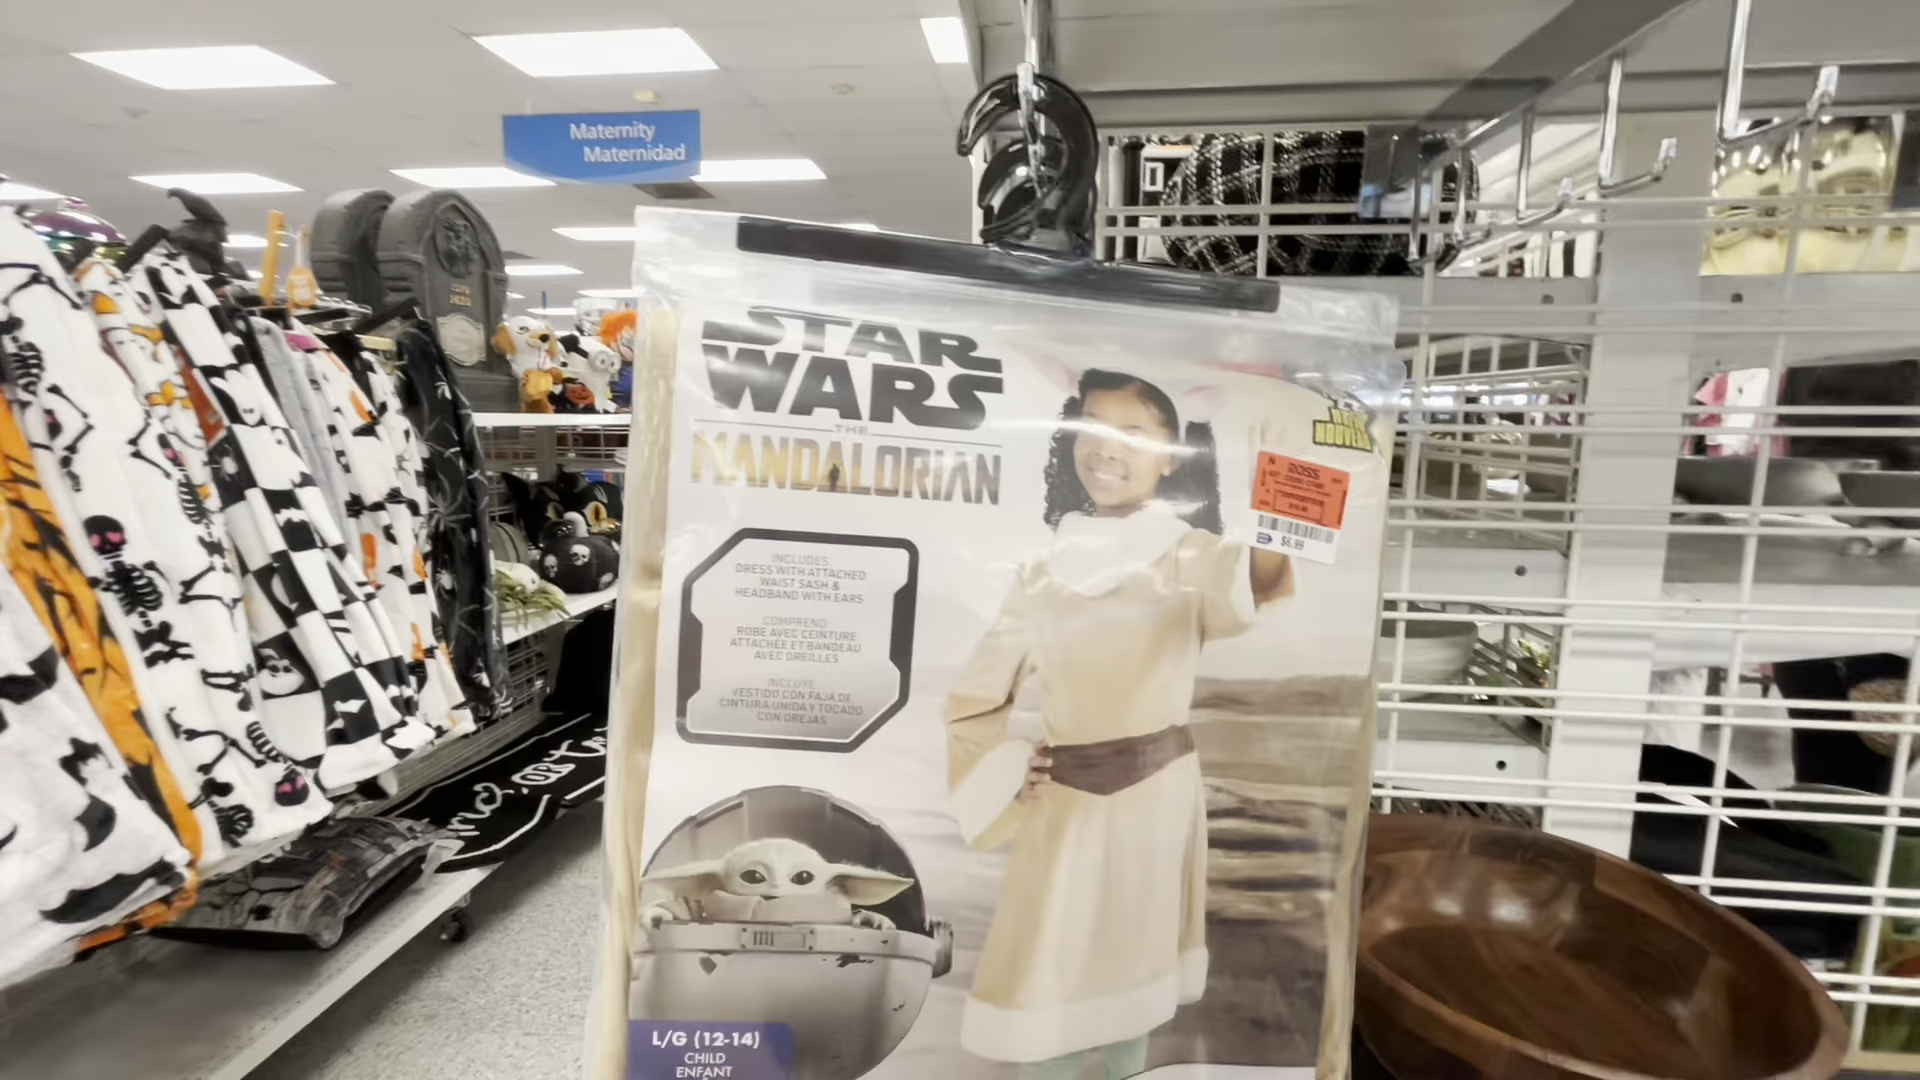 Maternity
Maternidad
STAR
WARS
THE
MANDALORIAN
NOUVEAU
ROSS
$6.99
INCLUDES:
DRESS WITH ATTACHED
WAIST SASH &
HEADBAND WITH EARS
COMPREND:
ROBE AVEC CEINTURE
ATTACHÉE ET BANDEAU
AVEC OREILLES
INCLUYE:
VESTIDO CON FAJA DE
CINTURA UNIDA Y TOCADO
CON OREJAS
L/G (12-14)
CHILD
ENFANT